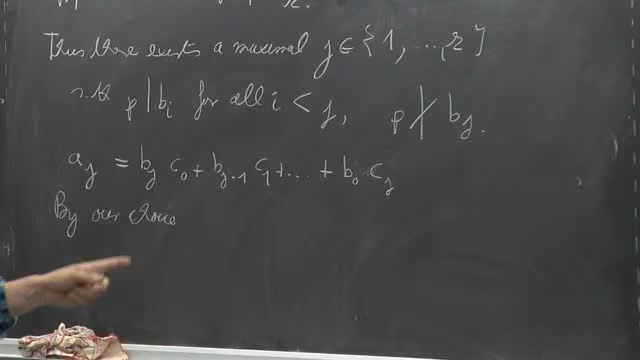 Thus there exists a maximal j ∈ {1, ..., r}
with p | b_i for all i < j, p ∤ b_j.
a_j = b_j c_0 + b_{j-1} c_1 + .... + b_0 c_j
By our choice